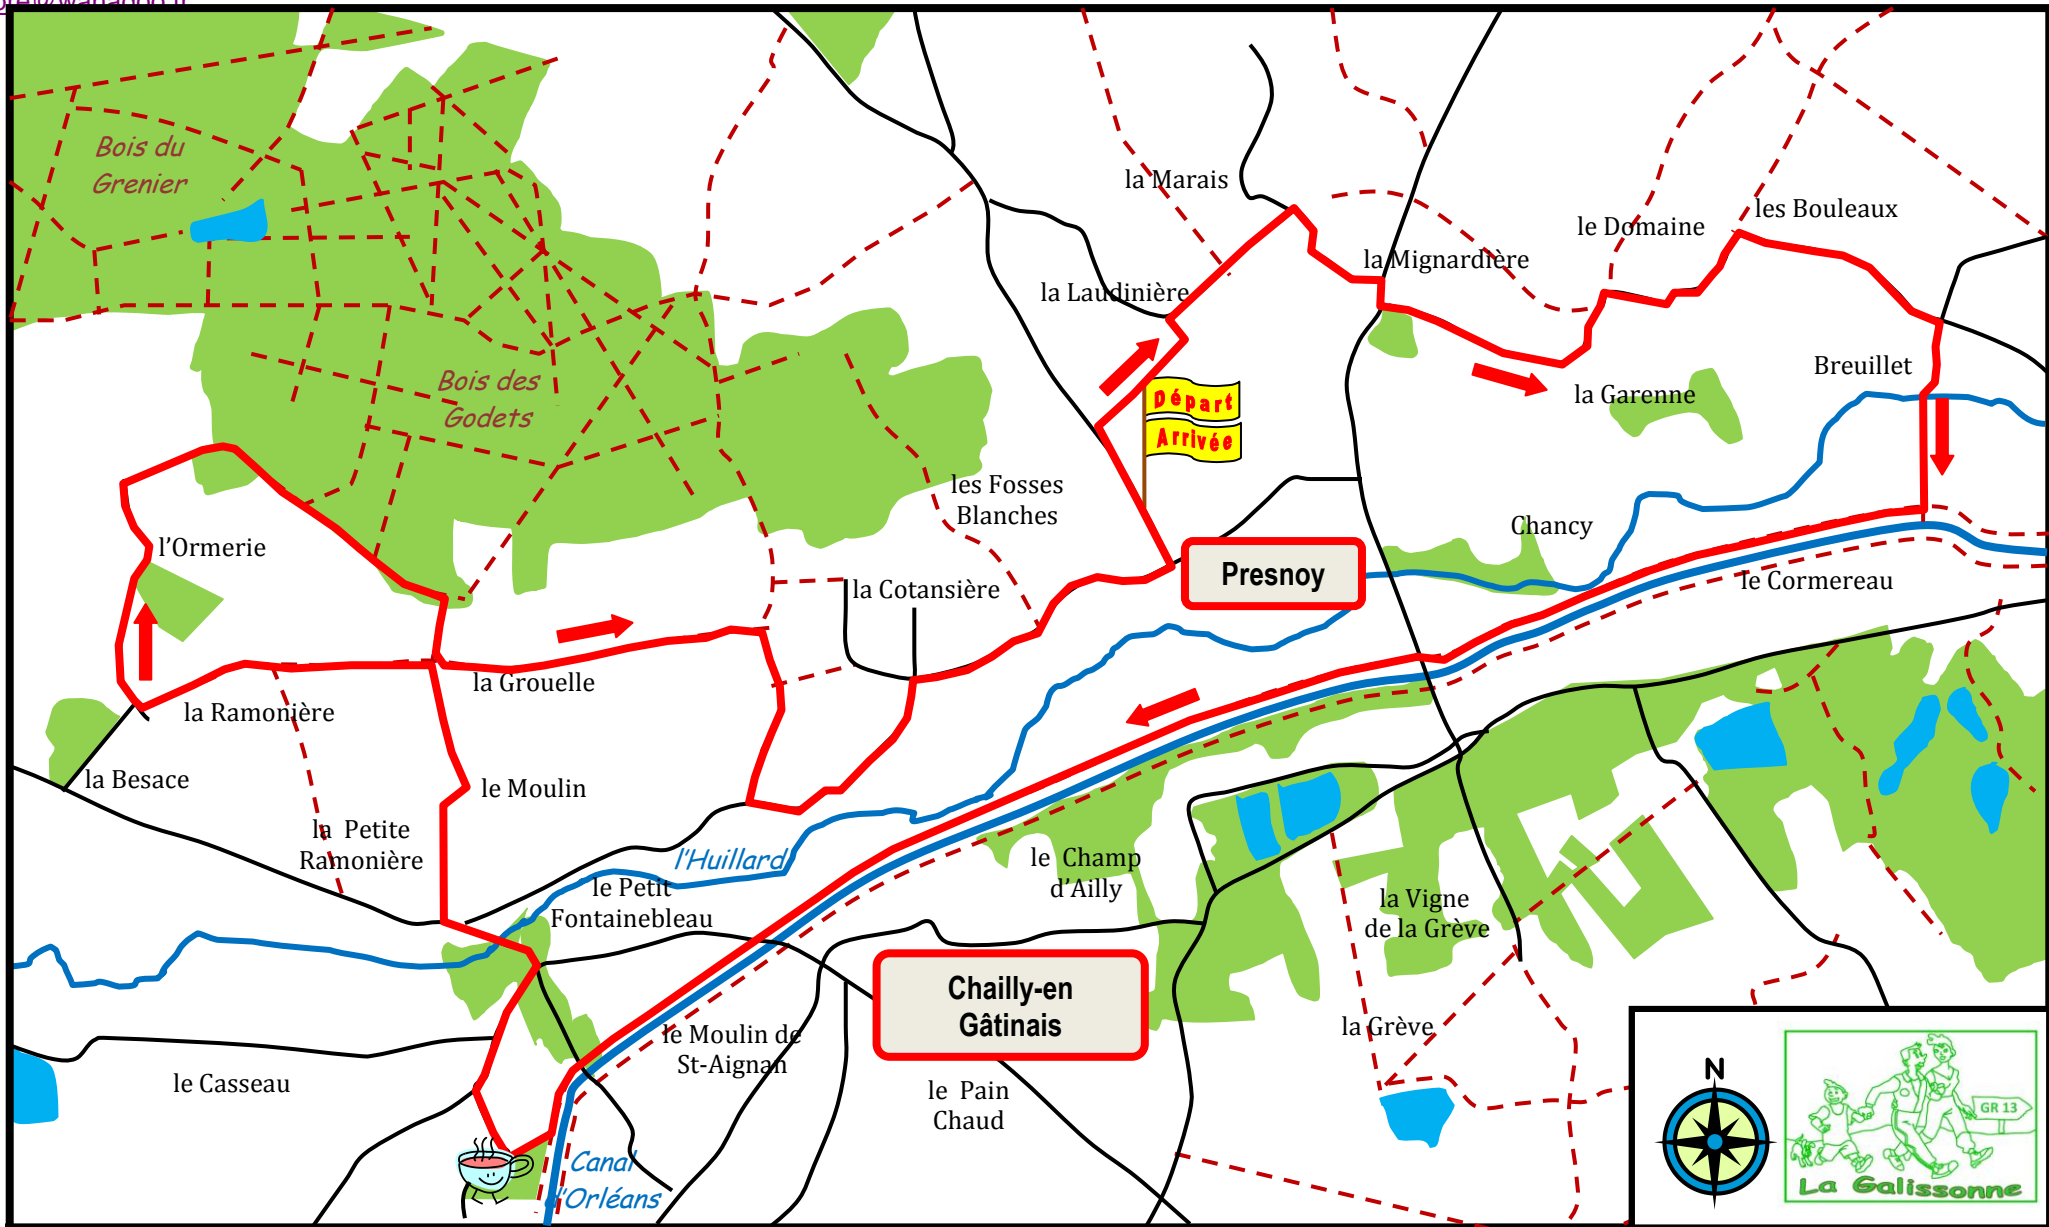 Bois du
Grenier
la Marais
les Bouleaux
le Domaine
la Mignardière
la Laudinière
Breuillet
Bois des
Godets
la Garenne
Départ
Arrivée
les Fosses
Blanches
Chancy
l'Ormerie
Presnoy
le Cormereau
la Cotansière
la Grouelle
la Ramonière
la Besace
le Moulin
la Petite
Ramonière
l'Huillard
le Petit
Fontainebleau
le Champ
d'Ailly
la Vigne
de la Grève
Chailly-en
Gâtinais
la Grève
le Moulin de
St-Aignan
le Casseau
le Pain
Chaud
Canal
d'Orléans
N
GR 13
La Galissonne